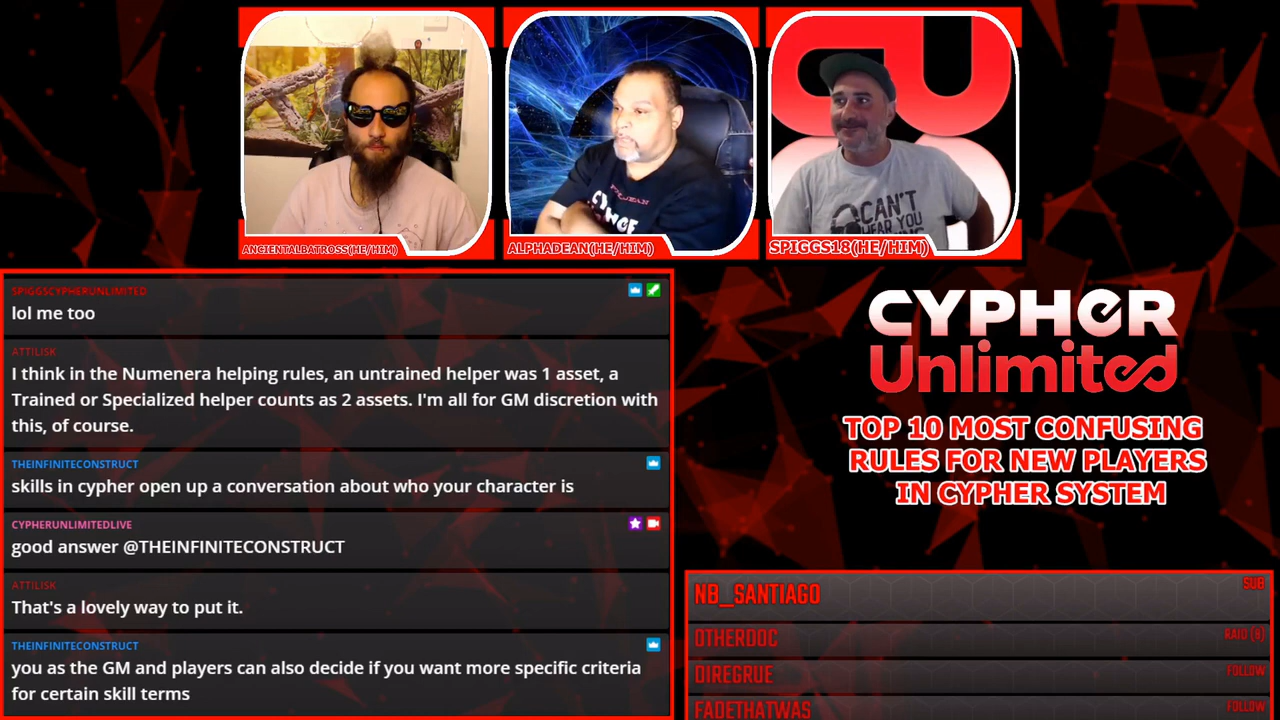 ANCIENTALBATROSS(HE/HIM)
ALPHADEAN(HE/HIM)
SPIGGS18(HE/HIM)
CAN'T
HEAR YOU
SPIGGSCYPHERUNLIMITED
lol me too
ATTILISK
I think in the Numenera helping rules, an untrained helper was 1 asset, a
Trained or Specialized helper counts as 2 assets. I'm all for GM discretion with
this, of course.
THEINFINITECONSTRUCT
skills in cypher open up a conversation about who your character is
CYPHERUNLIMITEDLIVE
good answer @THEINFINITECONSTRUCT
ATTILISK
That's a lovely way to put it.
THEINFINITECONSTRUCT
you as the GM and players can also decide if you want more specific criteria
for certain skill terms
CYPHER
Unlimited
TOP 10 MOST CONFUSING
RULES FOR NEW PLAYERS
IN CYPHER SYSTEM
NB_SANTIAGO SUB
OTHERDOC RAID (8)
DIREGRUE FOLLOW
FADETHATWAS FOLLOW